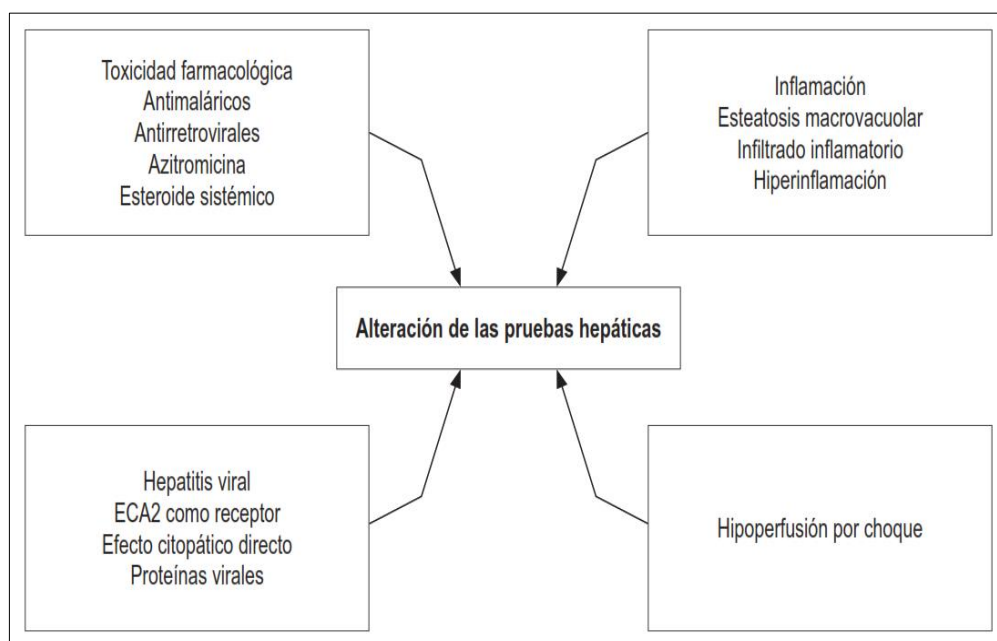 Toxicidad farmacológica
Antimaláricos
Antirretrovirales
Azitromicina
Esteroide sistémico
Inflamación
Esteatosis macrovacuolar
Infiltrado inflamatorio
Hiperinflamación
Alteración de las pruebas hepáticas
Hepatitis viral
ECA2 como receptor
Efecto citopático directo
Proteínas virales
Hipoperfusión por choque